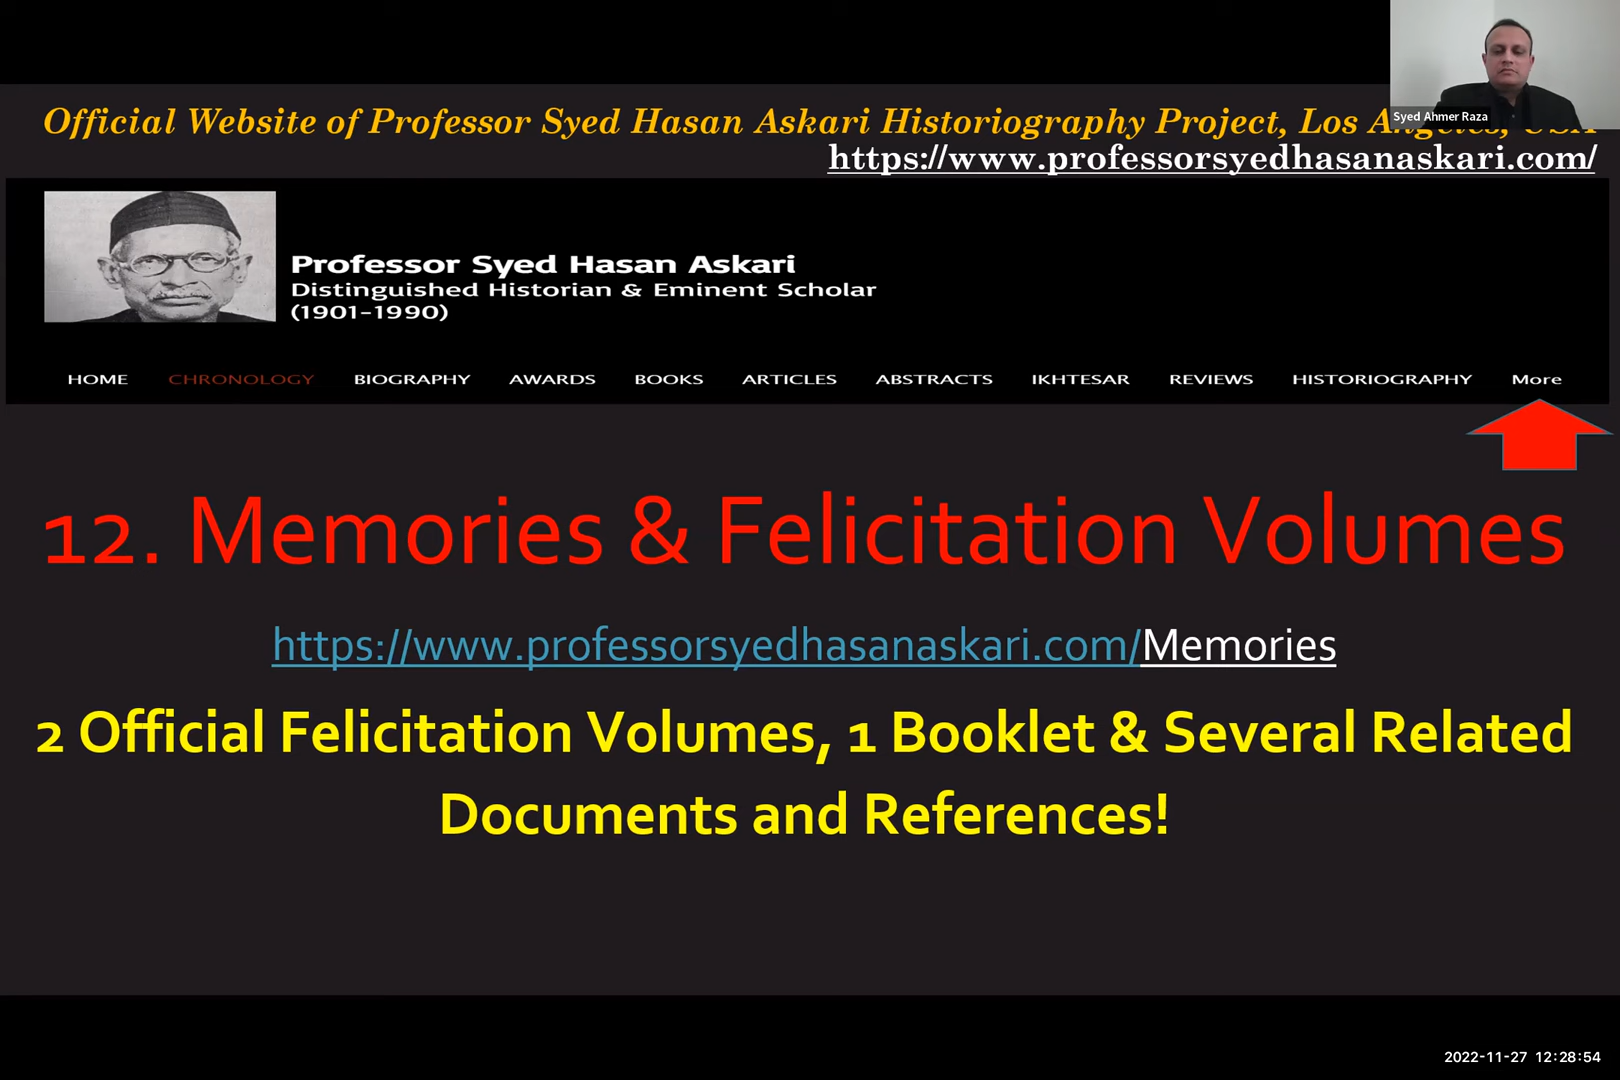 Official Website of Professor Syed Hasan Askari Historiography Project, Los Angeles, USA
https://www.professorsyedhasanaskari.com/
Syed Ahmer Raza
Professor Syed Hasan Askari
Distinguished Historian & Eminent Scholar
(1901-1990)
HOME CHRONOLOGY BIOGRAPHY AWARDS BOOKS ARTICLES ABSTRACTS IKHTESAR REVIEWS HISTORIOGRAPHY More
12. Memories & Felicitation Volumes
https://www.professorsyedhasanaskari.com/Memories
2 Official Felicitation Volumes, 1 Booklet & Several Related
Documents and References!
2022-11-27 12:28:54